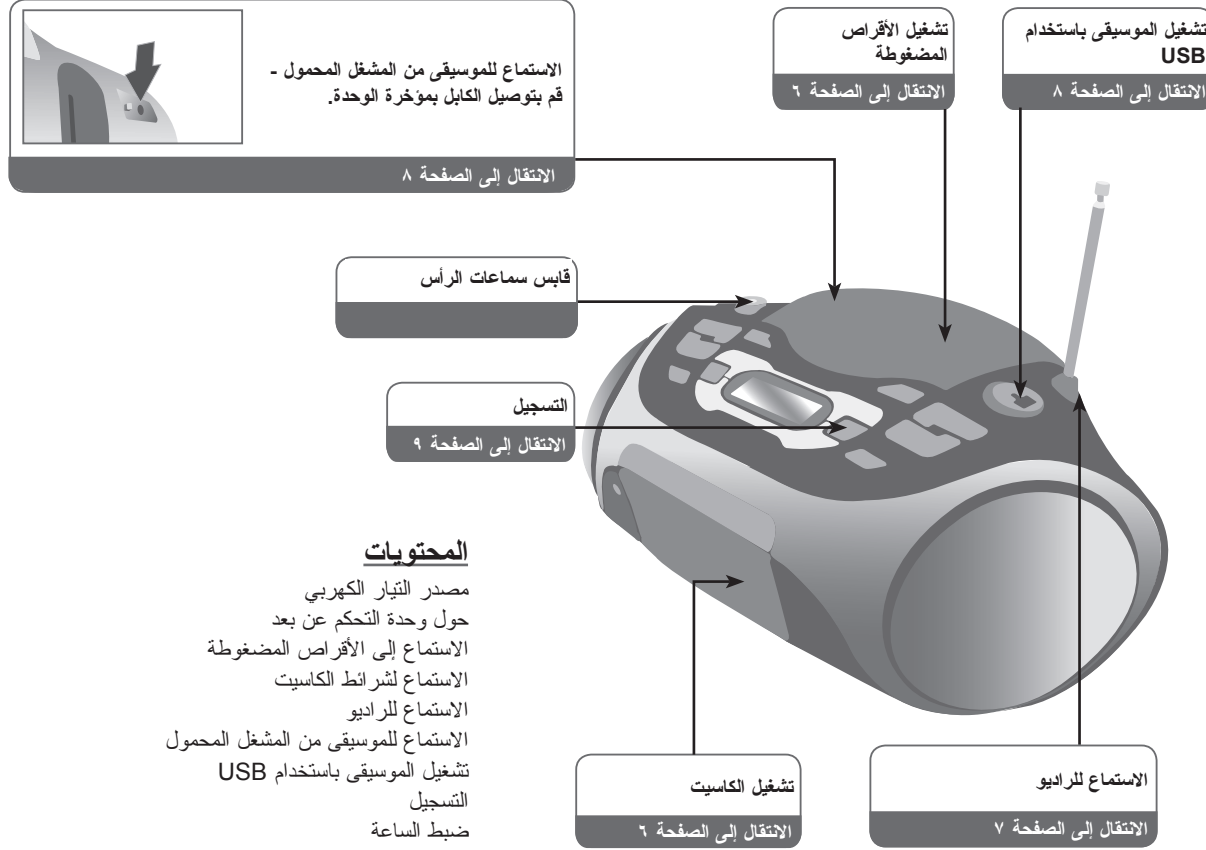 تشغيل الموسيقى باستخدام
USB
الانتقال إلى الصفحة ٨
تشغيل الأقراص
المضغوطة
الانتقال إلى الصفحة ٦
الاستماع للموسيقى من المشغل المحمول -
قم بتوصيل الكابل بمؤخرة الوحدة.
الانتقال إلى الصفحة ٨
قابس سماعات الرأس
التسجيل
الانتقال إلى الصفحة ٩
المحتويات
مصدر التيار الكهربي
حول وحدة التحكم عن بعد
الاستماع إلى الأقراص المضغوطة
الاستماع لشرائط الكاسيت
الاستماع للراديو
الاستماع للموسيقى من المشغل المحمول
تشغيل الموسيقى باستخدام USB
التسجيل
ضبط الساعة
الاستماع للراديو
الانتقال إلى الصفحة ٧
تشغيل الكاسيت
الانتقال إلى الصفحة ٦